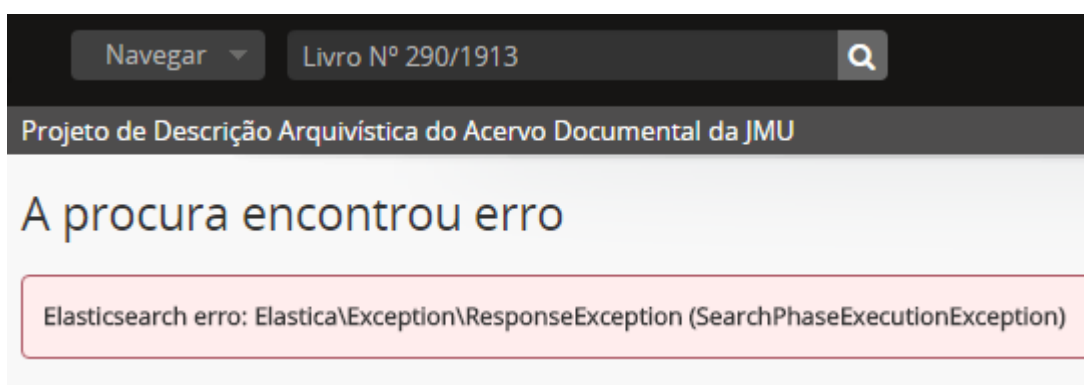 Navegar
Livro Nº 290/1913
Projeto de Descrição Arquivística do Acervo Documental da JMU
A procura encontrou erro
Elasticsearch erro: Elastica\Exception\ResponseException (SearchPhaseExecutionException)